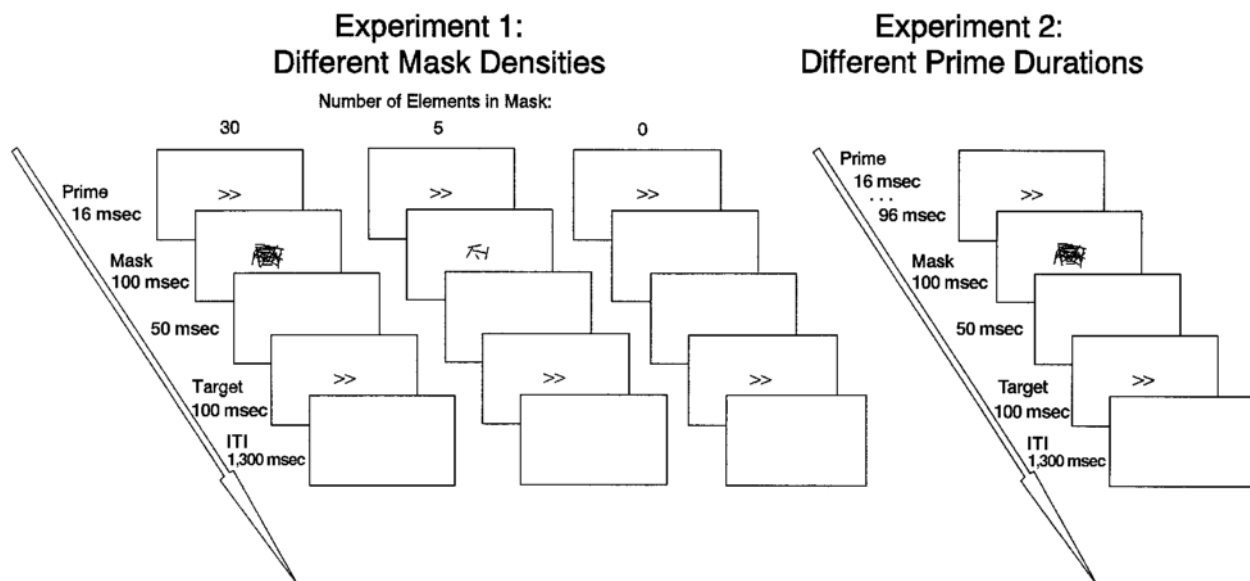 Experiment 1:
Different Mask Densities
Number of Elements in Mask:
30 5 0
Prime
16 msec
>> >> >>
Mask
100 msec
50 msec
Target
100 msec
>> >> >>
ITI
1,300 msec
Experiment 2:
Different Prime Durations
Prime
16 msec
...
96 msec
>>
Mask
100 msec
50 msec
Target
100 msec
>>
ITI
1,300 msec